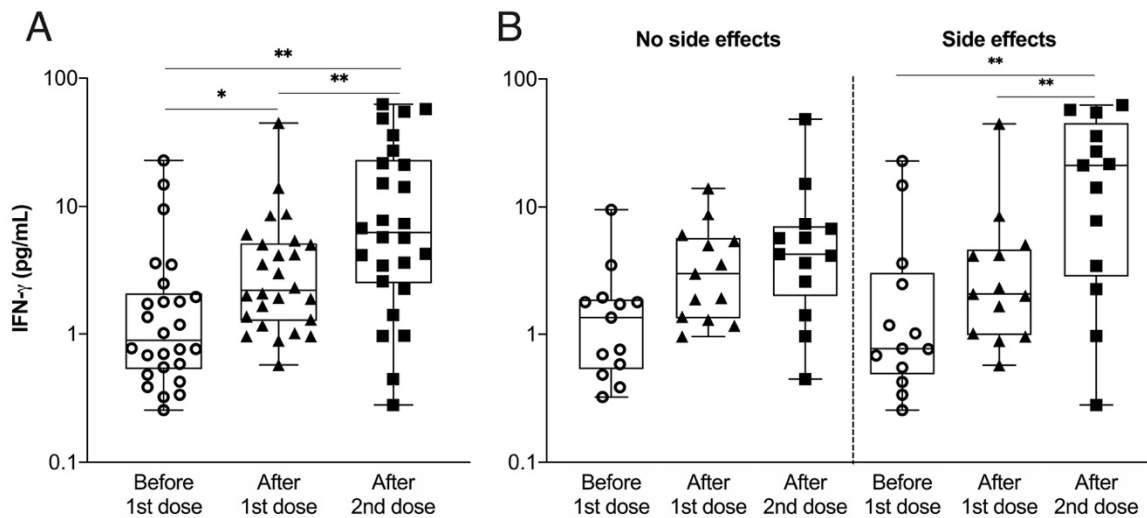 A
**
*
**
100
10
1
0.1
IFN-γ (pg/mL)
Before
1st dose
After
1st dose
After
2nd dose
B
No side effects
Side effects
**
**
100
10
1
0.1
Before
1st dose
After
1st dose
After
2nd dose
Before
1st dose
After
1st dose
After
2nd dose